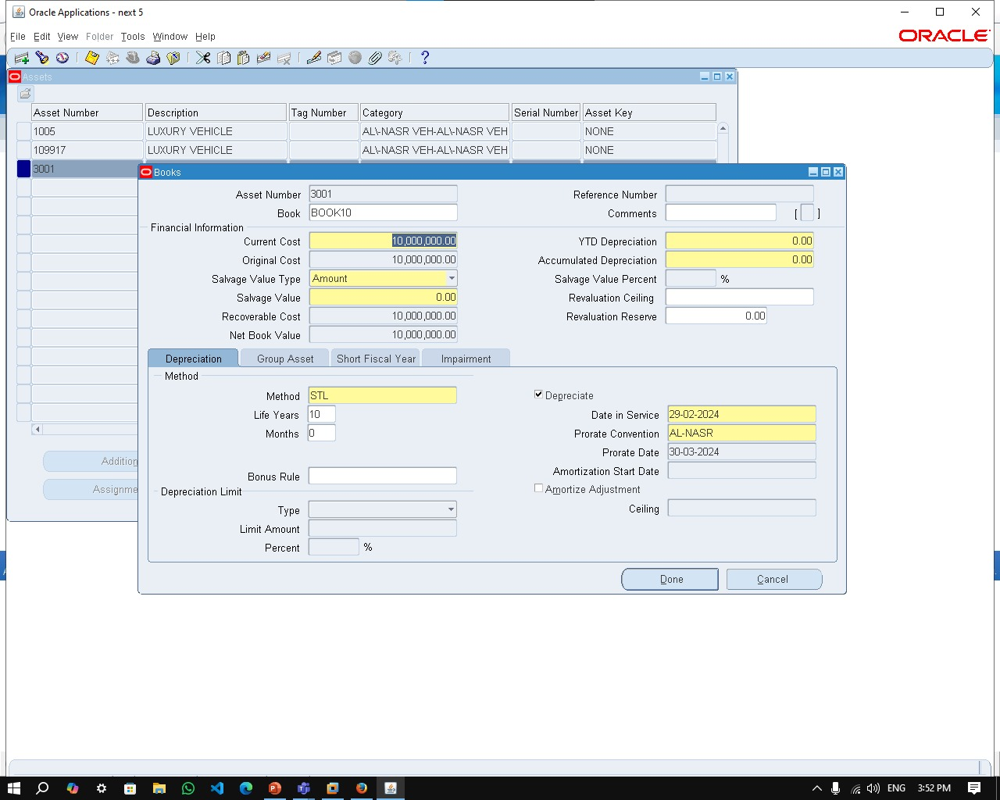 Oracle Applications - next 5
File Edit View Folder Tools Window Help
ORACLE
Assets
Asset Number Description Tag Number Category Serial Number Asset Key
1005 LUXURY VEHICLE AL\-NASR VEH-AL\-NASR VEH NONE
109917 LUXURY VEHICLE AL\-NASR VEH-AL\-NASR VEH NONE
3001
Books
Asset Number 3001 Reference Number
Book BOOK10 Comments [ ]
Financial Information
Current Cost 10,000,000.00 YTD Depreciation 0.00
Original Cost 10,000,000.00 Accumulated Depreciation 0.00
Salvage Value Type Amount Salvage Value Percent %
Salvage Value 0.00 Revaluation Ceiling
Recoverable Cost 10,000,000.00 Revaluation Reserve 0.00
Net Book Value 10,000,000.00
Depreciation Group Asset Short Fiscal Year Impairment
Method
Method STL Depreciate
Life Years 10 Date in Service 29-02-2024
Months 0 Prorate Convention AL-NASR
Prorate Date 30-03-2024
Bonus Rule Amortization Start Date
Depreciation Limit Amortize Adjustment
Type Ceiling
Limit Amount
Percent %
Done Cancel
Addition
Assignme
ENG 3:52 PM